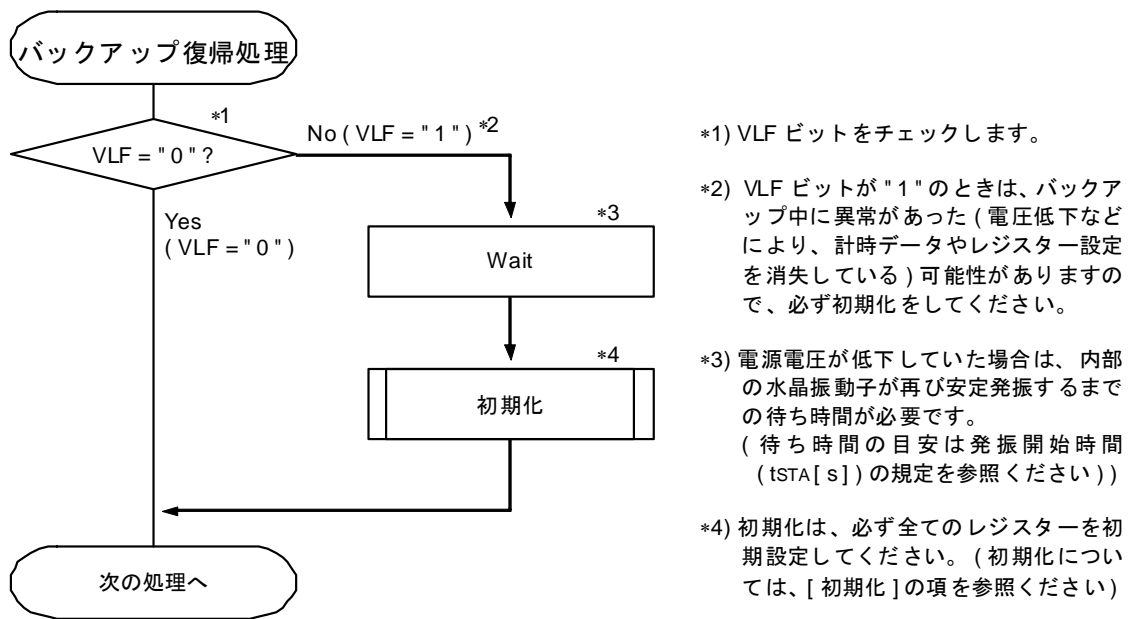 バックアップ復帰処理
*1
VLF = " 0 " ?
No ( VLF = " 1 " ) *2
Yes
( VLF = " 0 " )
*3
Wait
*4
初期化
次の処理へ
*1) VLF ビットをチェックします。
*2) VLF ビットが " 1 " のときは、バックア
ップ中に異常があった ( 電圧低下など
により、計時データやレジスター設定
を消失している ) 可能性がありますの
で、必ず初期化をしてください。
*3) 電源電圧が低下していた場合は、内部
の水晶振動子が再び安定発振するまで
の待ち時間が必要です。
( 待ち時間の目安は発振開始時間
( tSTA [ s ] ) の規定を参照ください ) )
*4) 初期化は、必ず全てのレジスターを初
期設定してください。 ( 初期化につい
ては、[ 初期化 ] の項を参照ください )